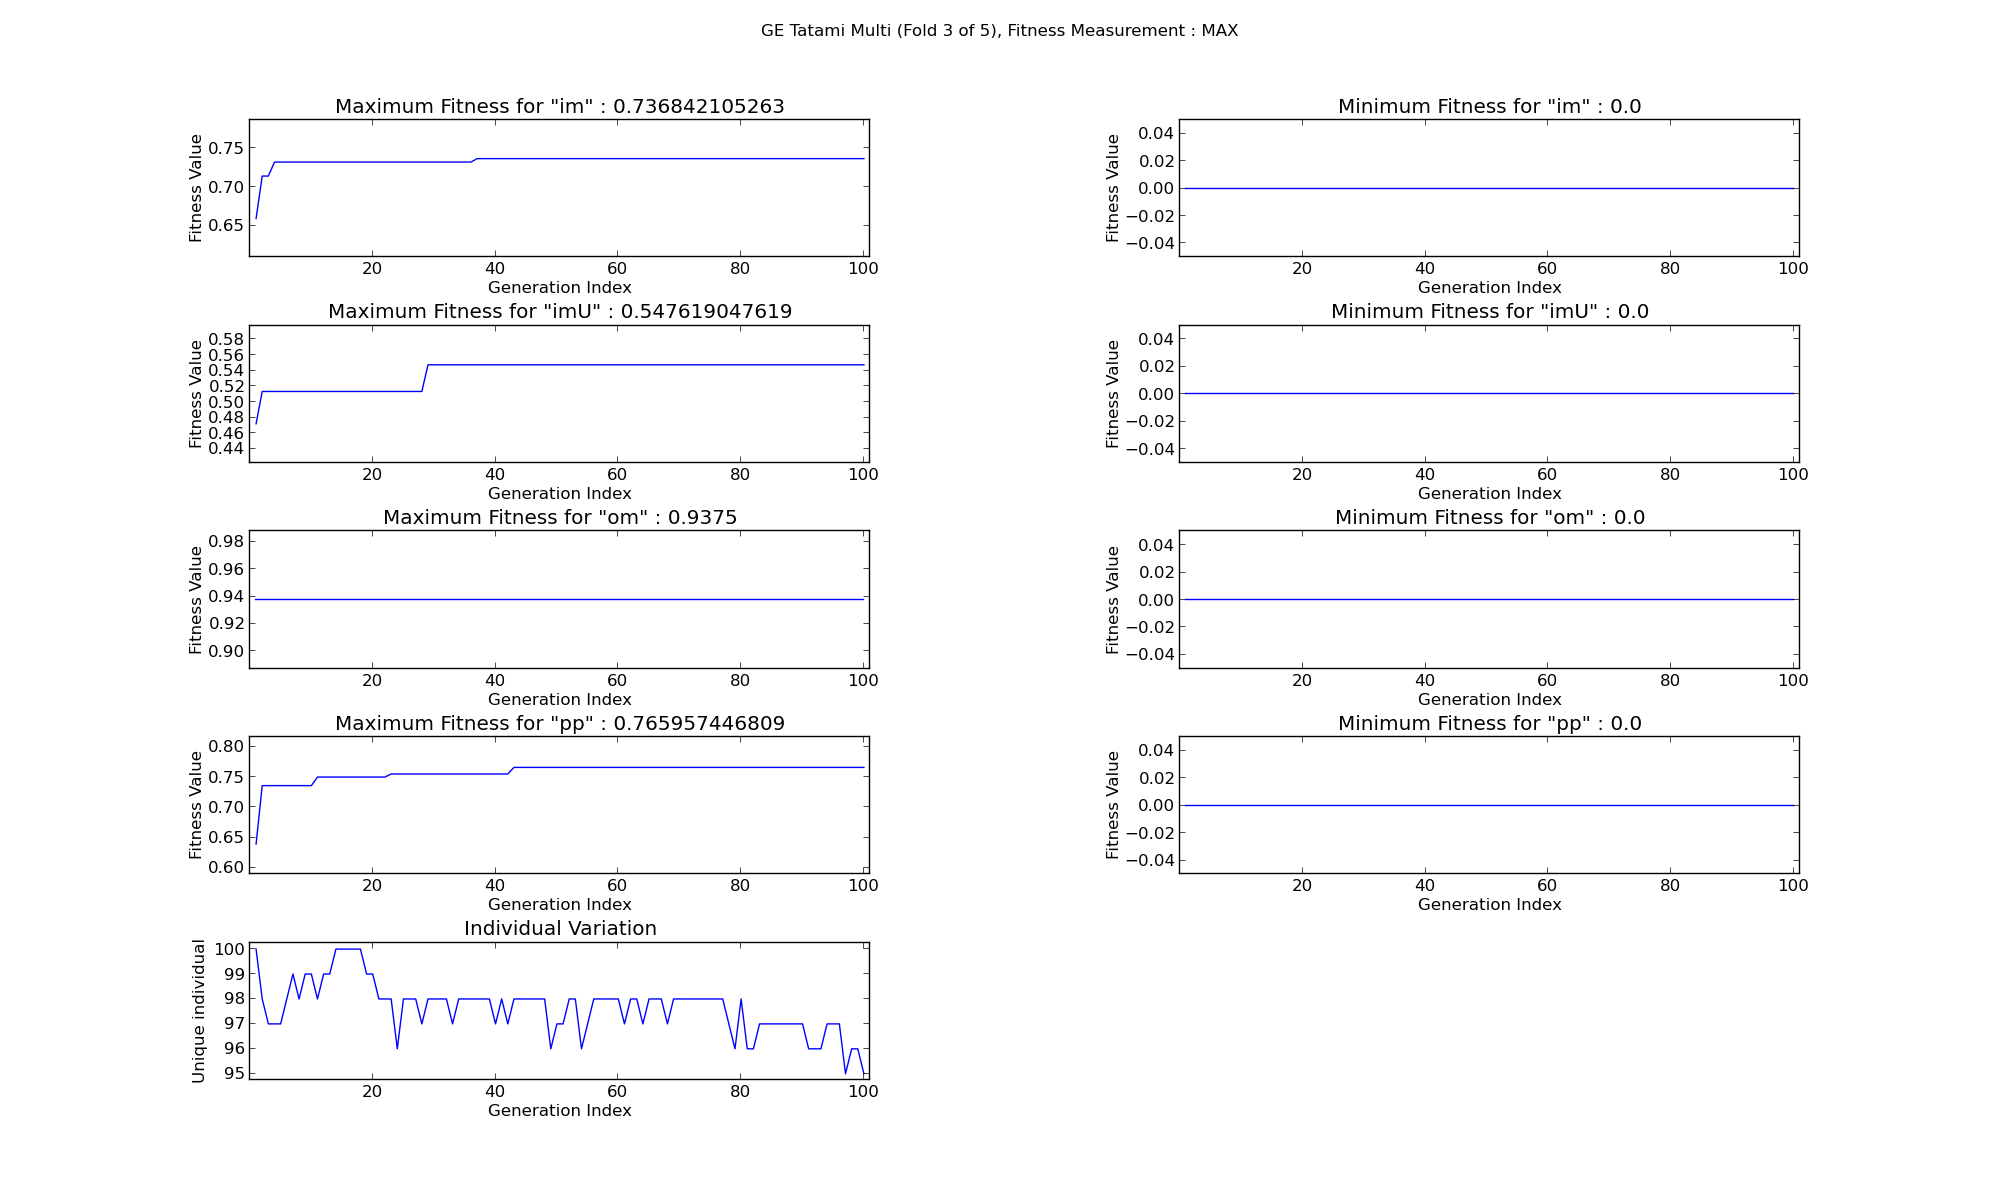 GE Tatami Multi (Fold 3 of 5), Fitness Measurement : MAX
Maximum Fitness for "im" : 0.736842105263
Fitness Value
0.75
0.70
0.65
20 40 60 80 100
Generation Index
Minimum Fitness for "im" : 0.0
Fitness Value
0.04
0.02
0.00
−0.02
−0.04
20 40 60 80 100
Generation Index
Maximum Fitness for "imU" : 0.547619047619
Fitness Value
0.58
0.56
0.54
0.52
0.50
0.48
0.46
0.44
20 40 60 80 100
Generation Index
Minimum Fitness for "imU" : 0.0
Fitness Value
0.04
0.02
0.00
−0.02
−0.04
20 40 60 80 100
Generation Index
Maximum Fitness for "om" : 0.9375
Fitness Value
0.98
0.96
0.94
0.92
0.90
20 40 60 80 100
Generation Index
Minimum Fitness for "om" : 0.0
Fitness Value
0.04
0.02
0.00
−0.02
−0.04
20 40 60 80 100
Generation Index
Maximum Fitness for "pp" : 0.765957446809
Fitness Value
0.80
0.75
0.70
0.65
0.60
20 40 60 80 100
Generation Index
Minimum Fitness for "pp" : 0.0
Fitness Value
0.04
0.02
0.00
−0.02
−0.04
20 40 60 80 100
Generation Index
Individual Variation
Unique individual
100
99
98
97
96
95
20 40 60 80 100
Generation Index